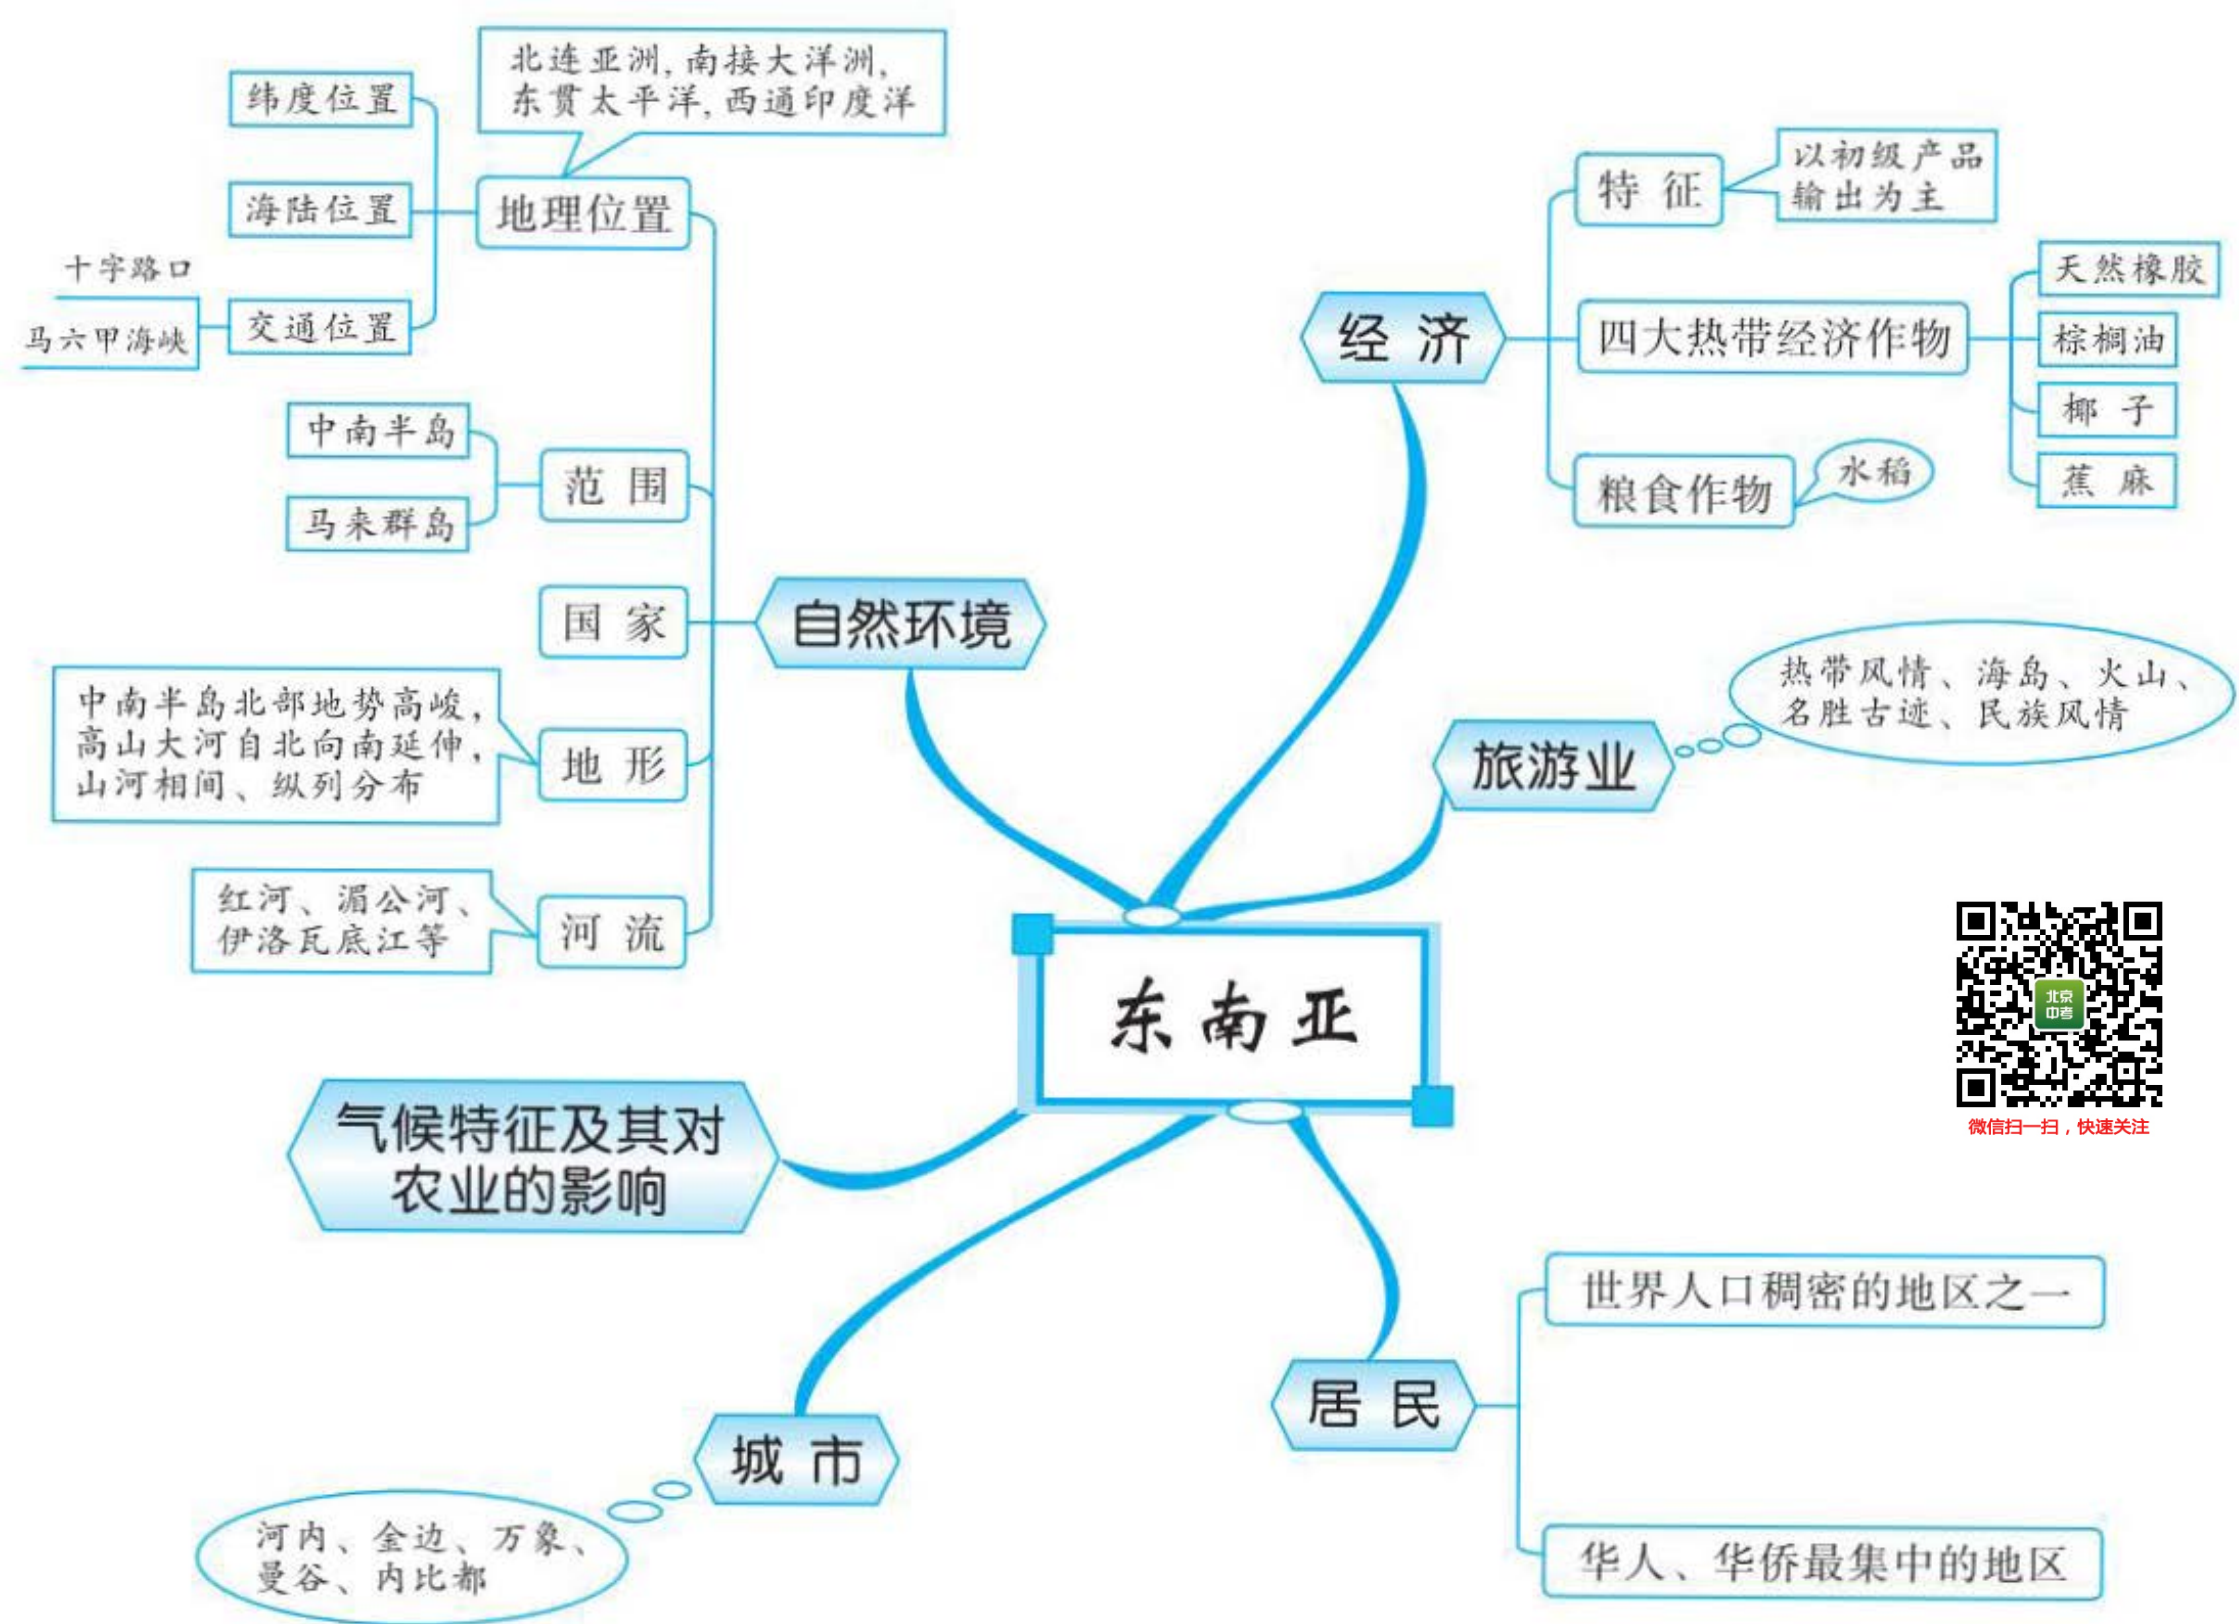 北连亚洲,南接大洋洲,
东贯太平洋,西通印度洋
纬度位置
海陆位置
地理位置
十字路口
马六甲海峡
交通位置
中南半岛
马来群岛
范 围
国 家
自然环境
中南半岛北部地势高峻,
高山大河自北向南延伸,
山河相间、纵列分布
地 形
红河、湄公河、
伊洛瓦底江等
河 流
经 济
特 征
以初级产品
输出为主
四大热带经济作物
天然橡胶
棕榈油
椰 子
蕉 麻
粮食作物
水稻
旅游业
热带风情、海岛、火山、
名胜古迹、民族风情
东南亚
北京
中考
微信扫一扫，快速关注
气候特征及其对
农业的影响
城 市
河内、金边、万象、
曼谷、内比都
居 民
世界人口稠密的地区之一
华人、华侨最集中的地区